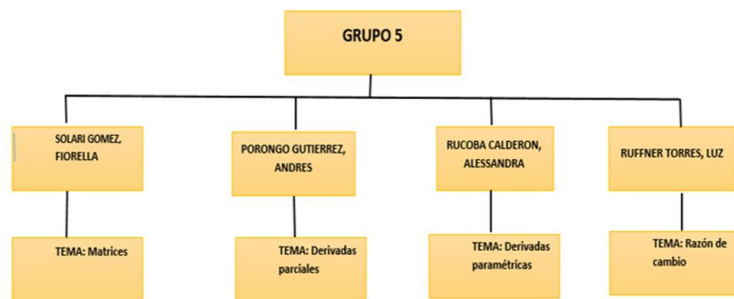 GRUPO 5
SOLARI GOMEZ,
FIORELLA
PORONGO GUTIERREZ,
ANDRES
RUCOBA CALDERON,
ALESSANDRA
RUFFNER TORRES, LUZ
TEMA: Matrices
TEMA: Derivadas
parciales
TEMA: Derivadas
paramétricas
TEMA: Razón de
cambio